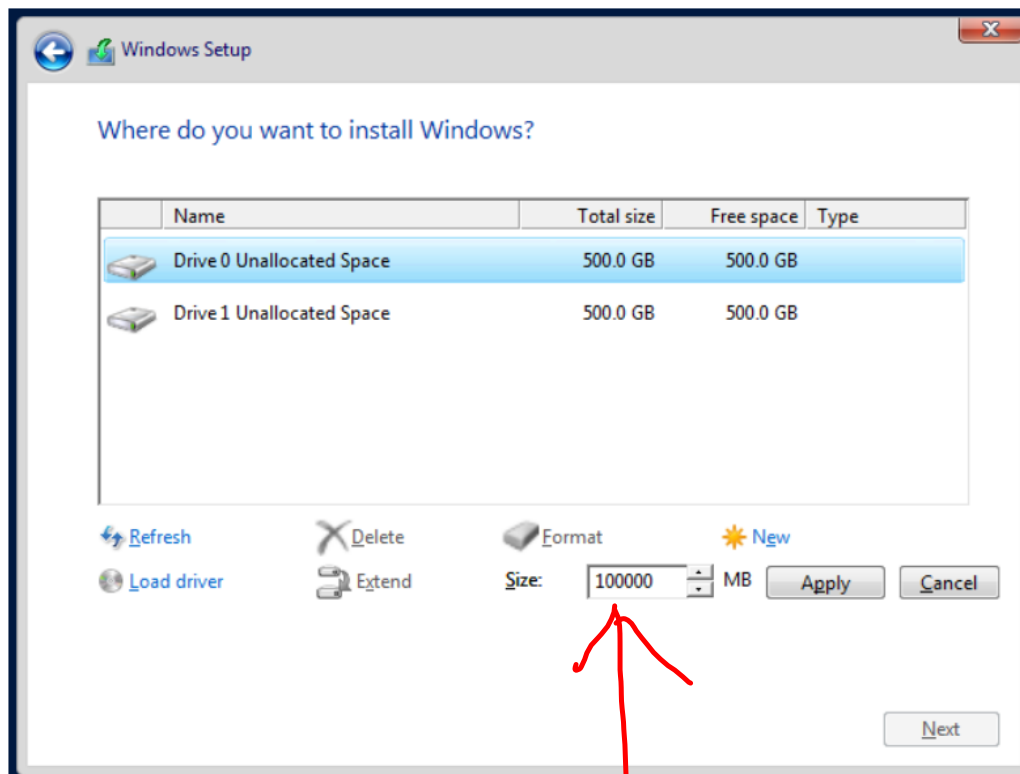 Windows Setup
Where do you want to install Windows?
Name Total size Free space Type
Drive 0 Unallocated Space 500.0 GB 500.0 GB
Drive 1 Unallocated Space 500.0 GB 500.0 GB
Refresh Delete Format New
Load driver Extend Size: 100000 MB Apply Cancel
Next